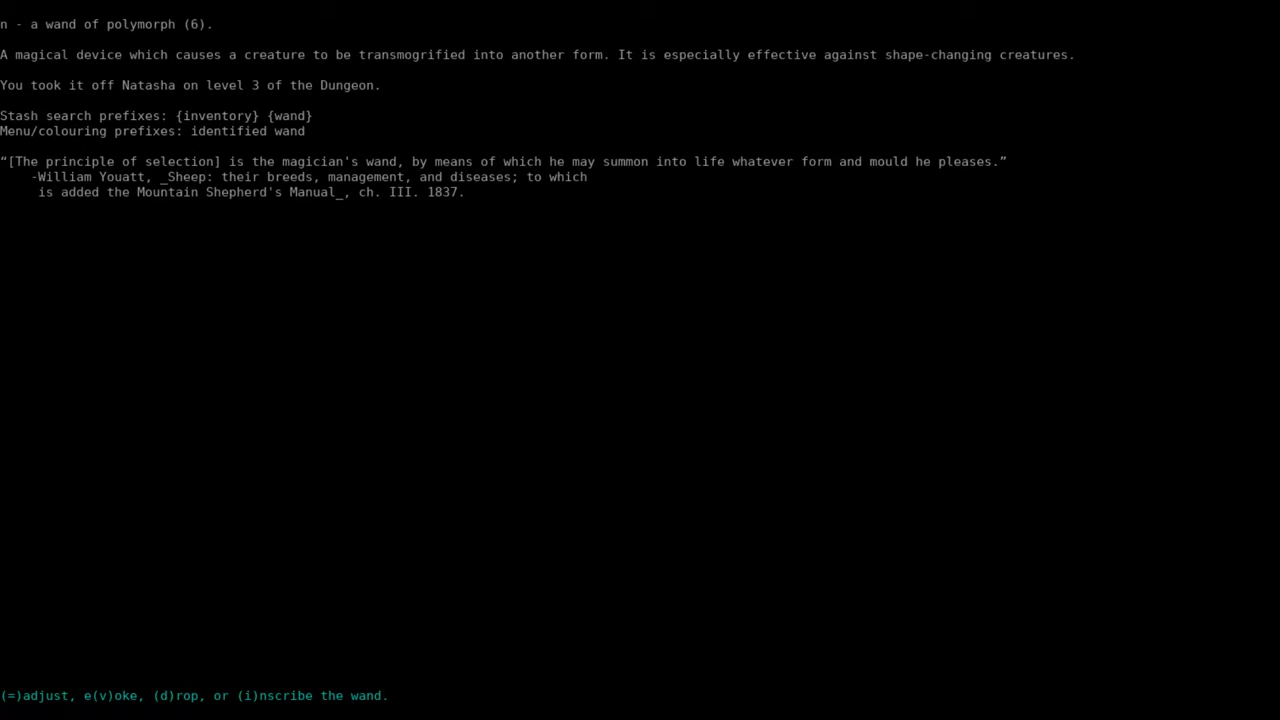 n - a wand of polymorph (6).
A magical device which causes a creature to be transmogrified into another form. It is especially effective against shape-changing creatures.
You took it off Natasha on level 3 of the Dungeon.
Stash search prefixes: {inventory} {wand}
Menu/colouring prefixes: identified wand
“[The principle of selection] is the magician's wand, by means of which he may summon into life whatever form and mould he pleases.”
-William Youatt, _Sheep: their breeds, management, and diseases; to which
is added the Mountain Shepherd's Manual_, ch. III. 1837.
(=)adjust, e(v)oke, (d)rop, or (i)nscribe the wand.